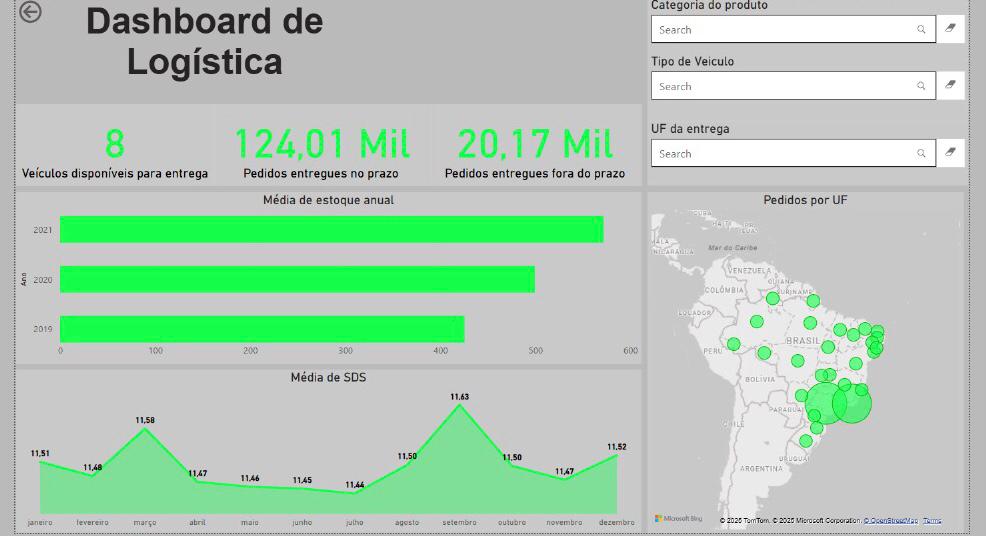 Dashboard de
Logística
Categoria do produto
Search
Tipo de Veiculo
Search
UF da entrega
Search
8
Veículos disponíveis para entrega
124,01 Mil
Pedidos entregues no prazo
20,17 Mil
Pedidos entregues fora do prazo
Média de estoque anual
Ano
2021
2020
2019
0 100 200 300 400 500 600
Média de SDS
11,51 11,48 11,58 11,47 11,46 11,45 11,44 11,50 11,63 11,50 11,47 11,52
janeiro fevereiro março abril maio junho julho agosto setembro outubro novembro dezembro
Pedidos por UF
CUBA
Mar do Caribe
NICARÁGUA
VENEZUELA
GUIANA
SURINAME
COLÔMBIA
BRASIL
PERU
BOLÍVIA
PARAGUAI
CHILE
URUGUAI
ARGENTINA
Microsoft Bing
© 2025 TomTom, © 2025 Microsoft Corporation, © OpenStreetMap Terms